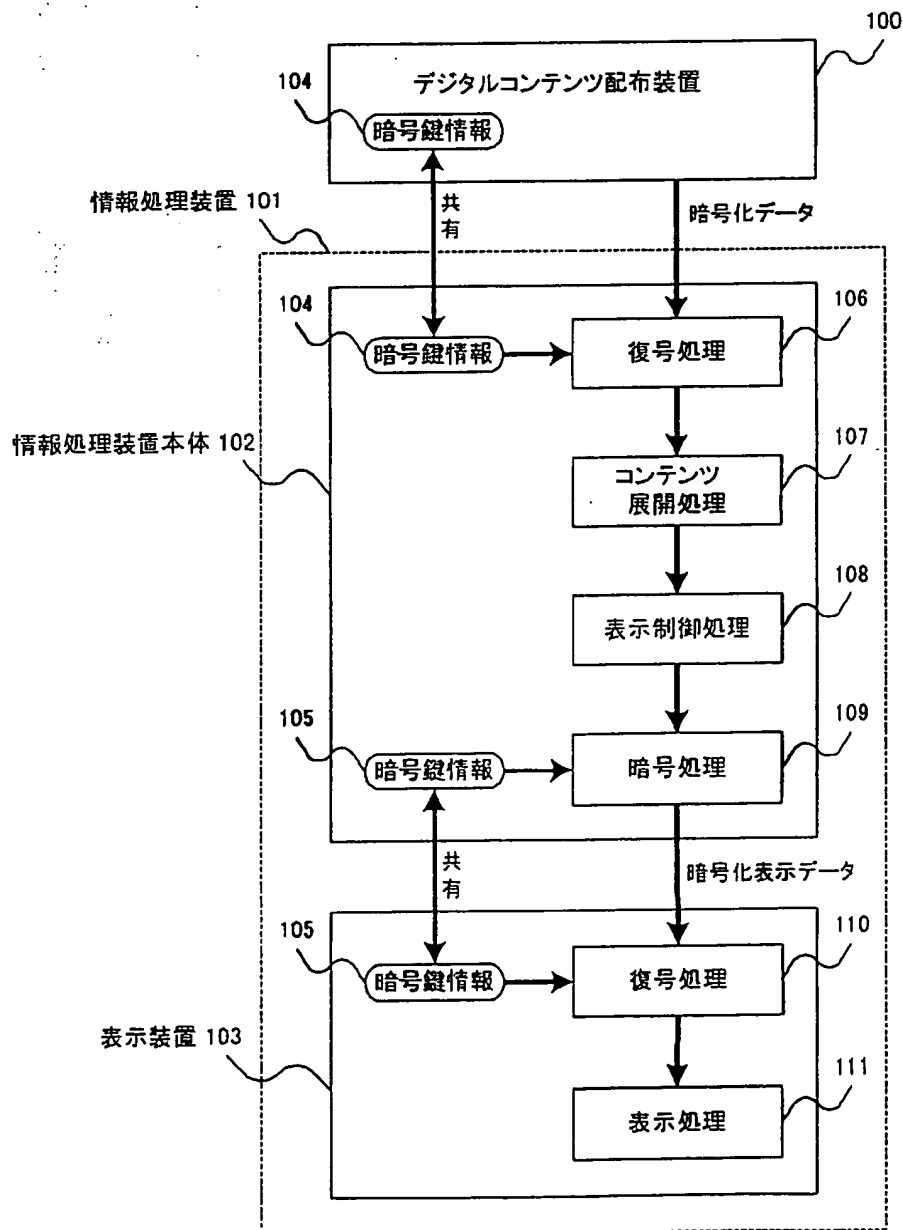 100
デジタルコンテンツ配布装置
104
暗号鍵情報
情報処理装置 101
共有
暗号化データ
104
暗号鍵情報
復号処理
106
情報処理装置本体 102
コンテンツ
展開処理
107
表示制御処理
108
105
暗号鍵情報
暗号処理
109
共有
暗号化表示データ
105
暗号鍵情報
復号処理
110
表示装置 103
表示処理
111